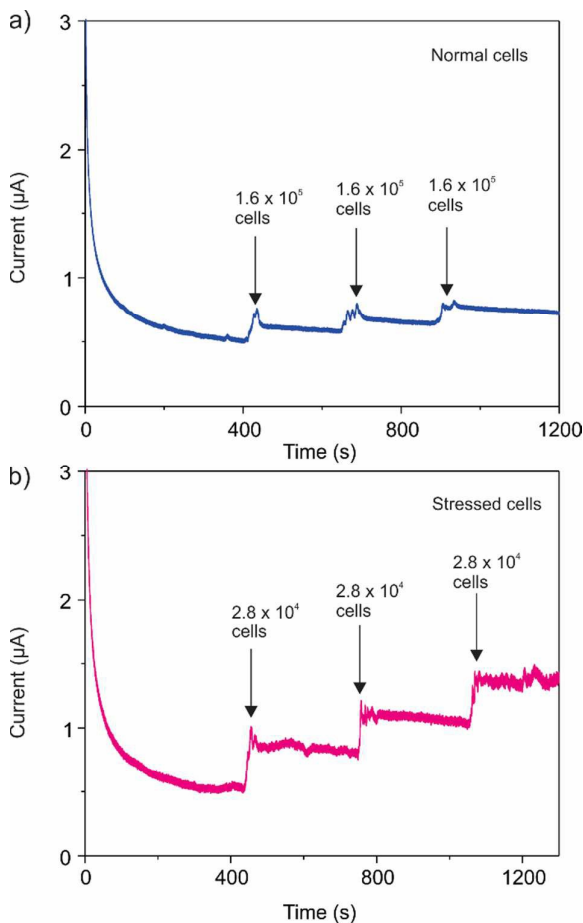 a)
Normal cells
3
2
1
0
Current (µA)
1.6 x 10⁵
cells
1.6 x 10⁵
cells
1.6 x 10⁵
cells
0
400
800
1200
Time (s)
b)
Stressed cells
3
2
1
0
Current (µA)
2.8 x 10⁴
cells
2.8 x 10⁴
cells
2.8 x 10⁴
cells
0
400
800
1200
Time (s)